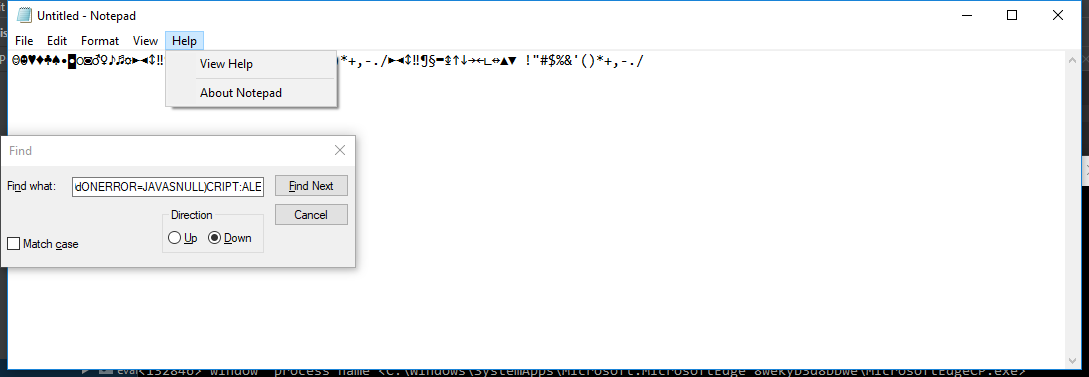 Untitled - Notepad
File Edit Format View Help
☺☻♥♦♣♠•◘○◙♂♀♪♫☼►◄↕‼ )*+,-./►◄↕‼¶§▬↨↑↓→←∟↔▲▼ !"#$%&'()*+,-./
View Help
About Notepad
Find
Find what: dONERROR=JAVASNULL)CRIPT:ALE Find Next
Cancel
Direction
Up Down
Match case
eval<132846> window process name <C:\Windows\SystemApps\Microsoft.MicrosoftEdge_8wekyb3d8bbwe\MicrosoftEdgeCP.exe>